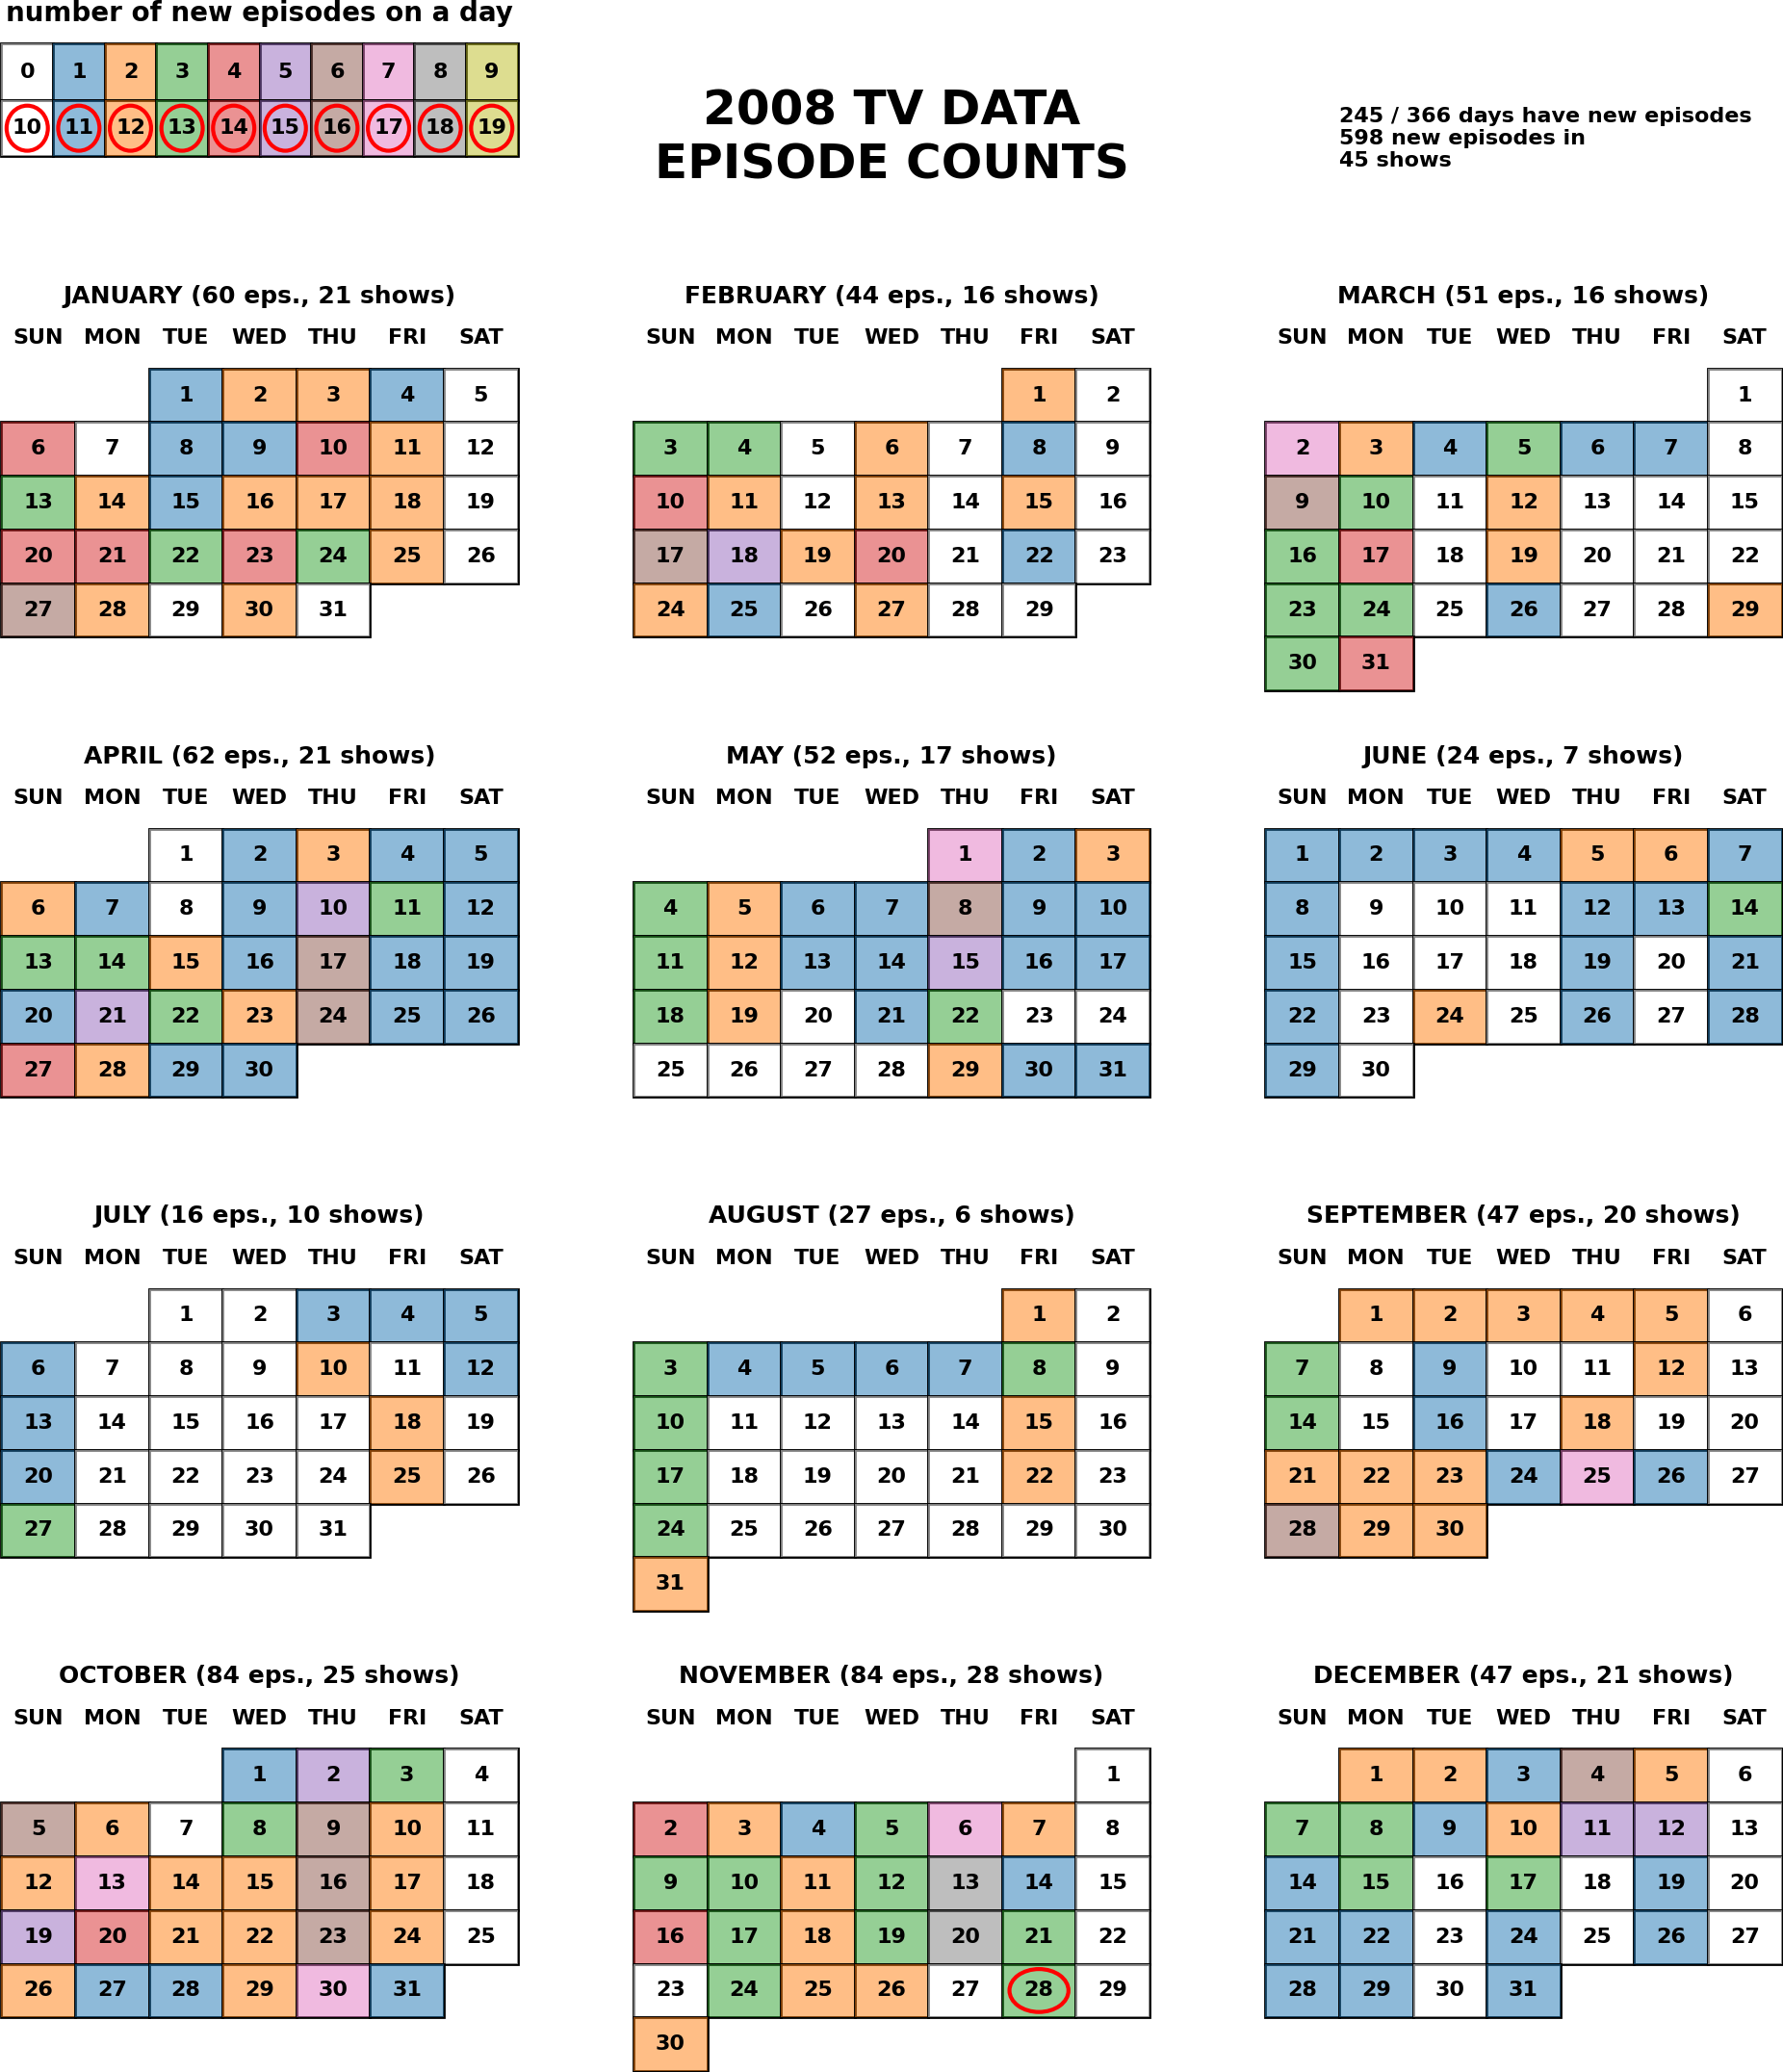 number of new episodes on a day
0 1 2 3 4 5 6 7 8 9
10 11 12 13 14 15 16 17 18 19
2008 TV DATA
EPISODE COUNTS
245 / 366 days have new episodes
598 new episodes in
45 shows
JANUARY (60 eps., 21 shows)
SUN MON TUE WED THU FRI SAT
1 2 3 4 5
6 7 8 9 10 11 12
13 14 15 16 17 18 19
20 21 22 23 24 25 26
27 28 29 30 31
FEBRUARY (44 eps., 16 shows)
SUN MON TUE WED THU FRI SAT
1 2
3 4 5 6 7 8 9
10 11 12 13 14 15 16
17 18 19 20 21 22 23
24 25 26 27 28 29
MARCH (51 eps., 16 shows)
SUN MON TUE WED THU FRI SAT
1
2 3 4 5 6 7 8
9 10 11 12 13 14 15
16 17 18 19 20 21 22
23 24 25 26 27 28 29
30 31
APRIL (62 eps., 21 shows)
SUN MON TUE WED THU FRI SAT
1 2 3 4 5
6 7 8 9 10 11 12
13 14 15 16 17 18 19
20 21 22 23 24 25 26
27 28 29 30
MAY (52 eps., 17 shows)
SUN MON TUE WED THU FRI SAT
1 2 3
4 5 6 7 8 9 10
11 12 13 14 15 16 17
18 19 20 21 22 23 24
25 26 27 28 29 30 31
JUNE (24 eps., 7 shows)
SUN MON TUE WED THU FRI SAT
1 2 3 4 5 6 7
8 9 10 11 12 13 14
15 16 17 18 19 20 21
22 23 24 25 26 27 28
29 30
JULY (16 eps., 10 shows)
SUN MON TUE WED THU FRI SAT
1 2 3 4 5
6 7 8 9 10 11 12
13 14 15 16 17 18 19
20 21 22 23 24 25 26
27 28 29 30 31
AUGUST (27 eps., 6 shows)
SUN MON TUE WED THU FRI SAT
1 2
3 4 5 6 7 8 9
10 11 12 13 14 15 16
17 18 19 20 21 22 23
24 25 26 27 28 29 30
31
SEPTEMBER (47 eps., 20 shows)
SUN MON TUE WED THU FRI SAT
1 2 3 4 5 6
7 8 9 10 11 12 13
14 15 16 17 18 19 20
21 22 23 24 25 26 27
28 29 30
OCTOBER (84 eps., 25 shows)
SUN MON TUE WED THU FRI SAT
1 2 3 4
5 6 7 8 9 10 11
12 13 14 15 16 17 18
19 20 21 22 23 24 25
26 27 28 29 30 31
NOVEMBER (84 eps., 28 shows)
SUN MON TUE WED THU FRI SAT
1
2 3 4 5 6 7 8
9 10 11 12 13 14 15
16 17 18 19 20 21 22
23 24 25 26 27 28 29
30
DECEMBER (47 eps., 21 shows)
SUN MON TUE WED THU FRI SAT
1 2 3 4 5 6
7 8 9 10 11 12 13
14 15 16 17 18 19 20
21 22 23 24 25 26 27
28 29 30 31